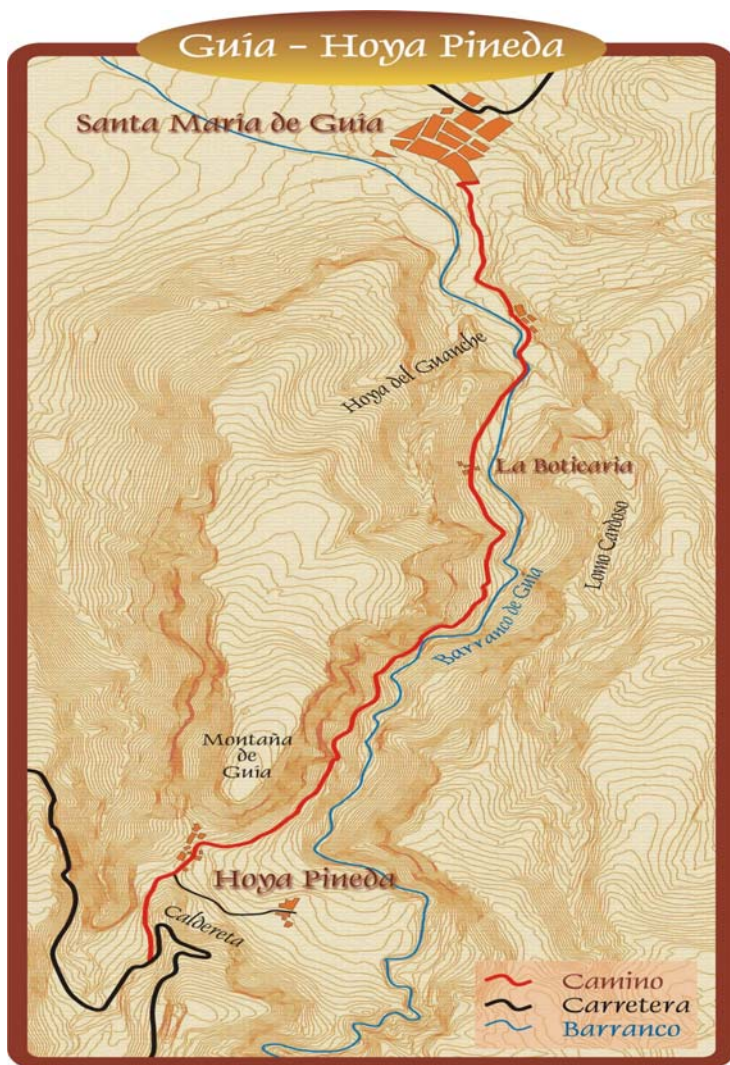 Guía - Hoya Pineda
Santa Maria de Guía
Hoya del Guanche
La Boticaria
Lomo Cardoso
Barranco de Guía
Montaña
de
Guía
Hoya Pineda
Caldereta
Camino
Carretera
Barranco